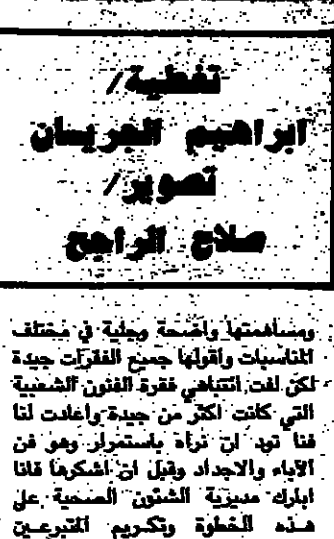 تغطية/
ابراهيم الجريسان
تصوير/
صلاح الراجح
ومساهمتها واضحة وجلية في مختلف
المناسبات واقولها جميع الفقرات جيدة
لكن لفت انتباهي فقرة الفنون الشعبية
التي كانت اكثر من جيدة واعادت لنا
فنا نود ان نراه باستمرار وهو فن
الآباء والاجداد وقبل ان اشكرها فانا
ابارك مديرية الشئون الصحية على
هذه الخطوة وتكريم المتبرعين